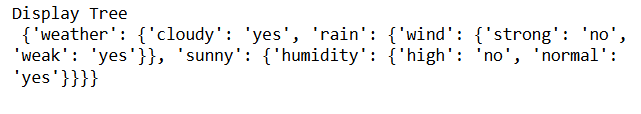 Display Tree
 {'weather': {'cloudy': 'yes', 'rain': {'wind': {'strong': 'no',
'weak': 'yes'}}, 'sunny': {'humidity': {'high': 'no', 'normal':
'yes'}}}}